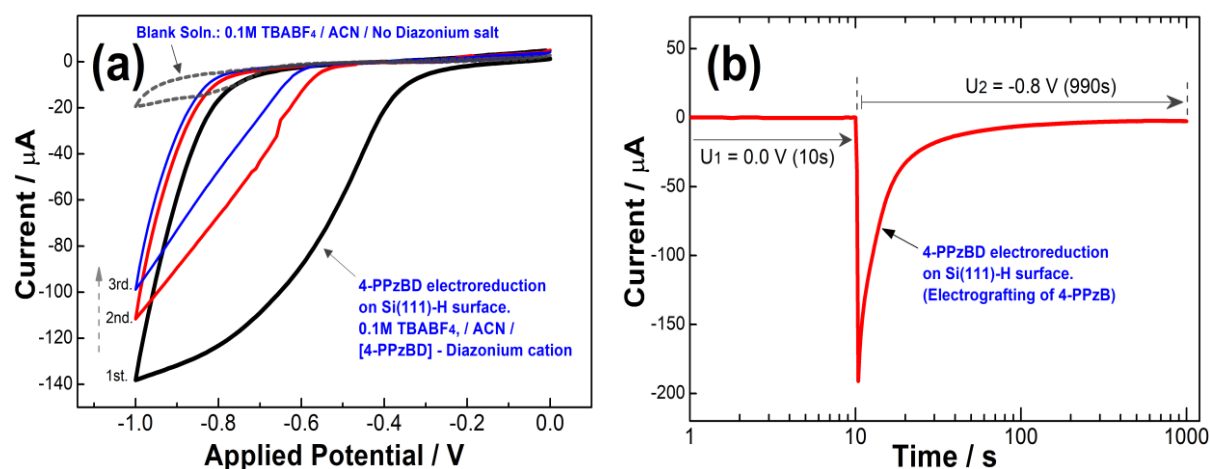 (a)
Blank Soln.: 0.1M TBABF4 / ACN / No Diazonium salt
0
-20
-40
-60
-80
-100
-120
-140
Current / μA
3rd.
2nd.
1st.
4-PPzBD electroreduction
on Si(111)-H surface.
0.1M TBABF4, / ACN /
[4-PPzBD] - Diazonium cation
-1.0
-0.8
-0.6
-0.4
-0.2
0.0
Applied Potential / V
(b)
50
0
-50
-100
-150
-200
Current / μA
U2 = -0.8 V (990s)
U1 = 0.0 V (10s)
4-PPzBD electroreduction
on Si(111)-H surface.
(Electrografting of 4-PPzB)
1
10
100
1000
Time / s